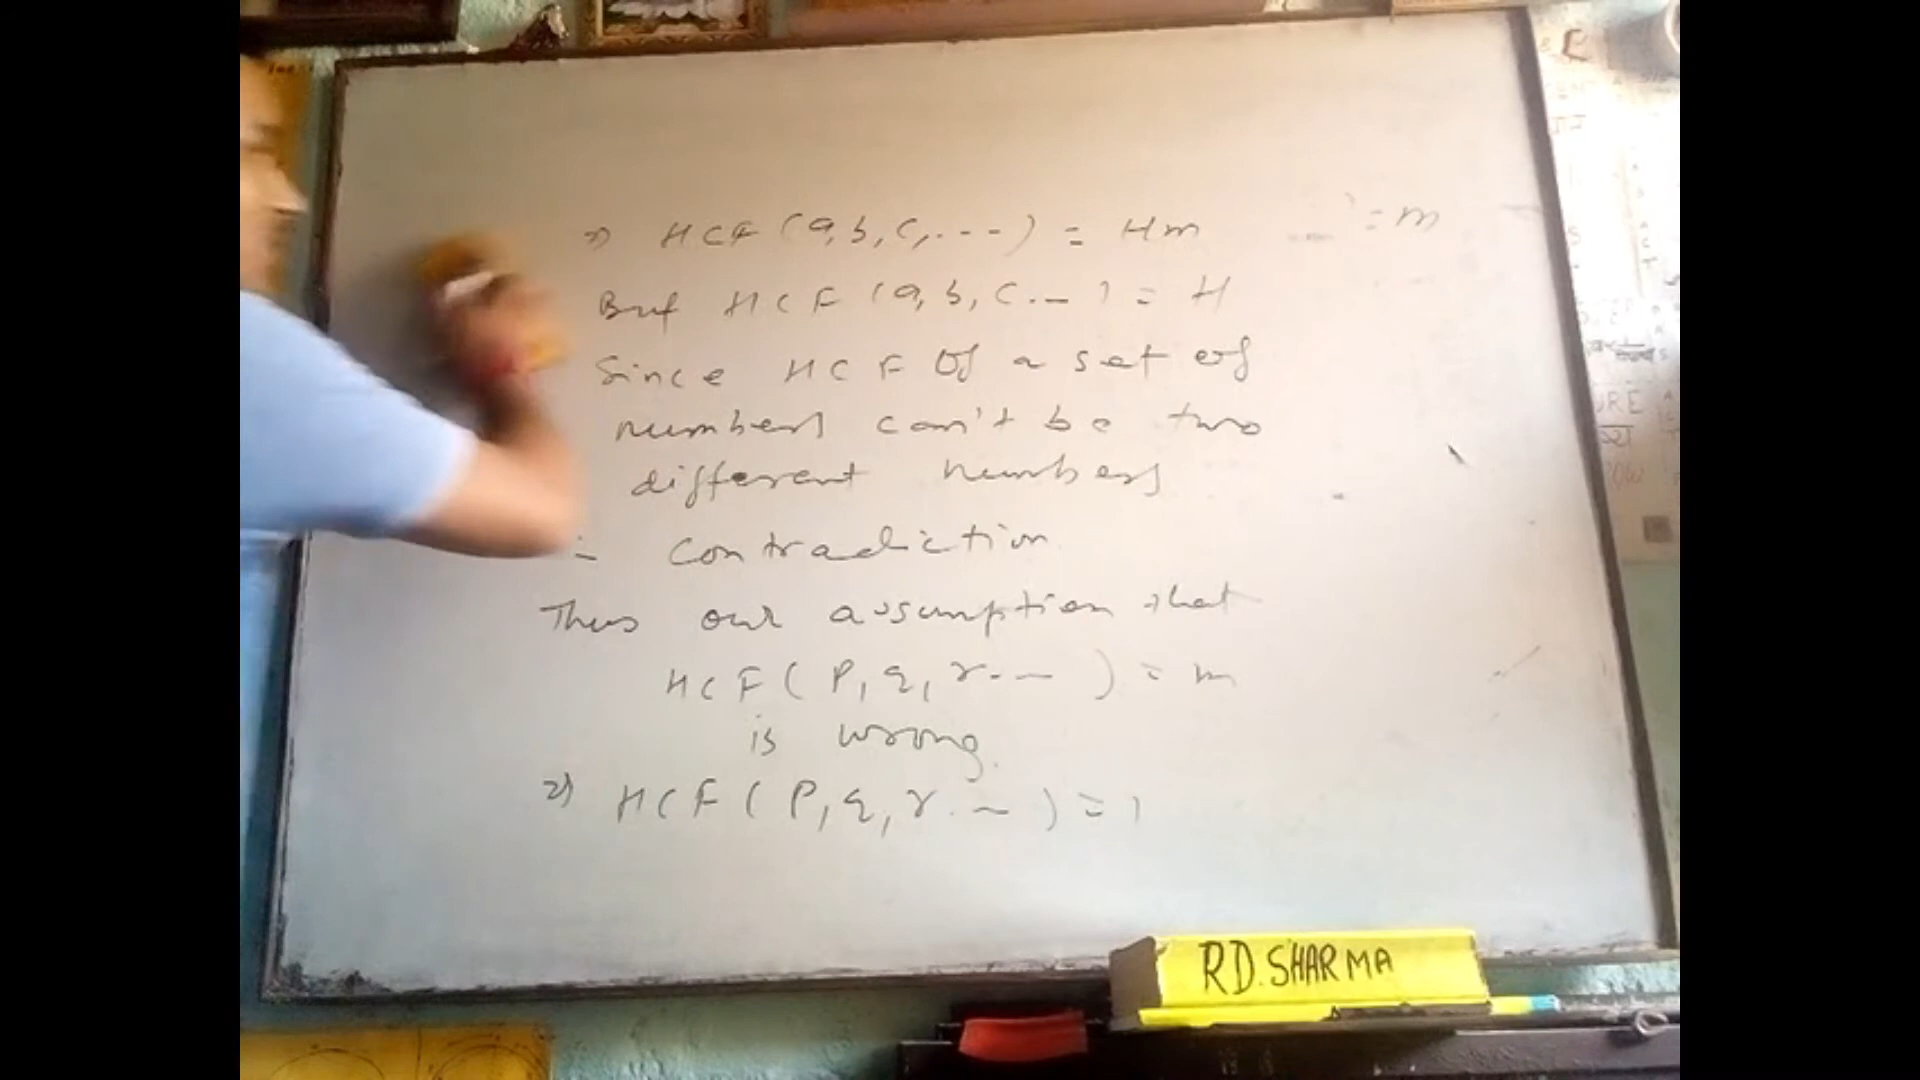 ⇒ HCF (a, b, c, ---) = Hm = m
But HCF (a, b, c --) = H
Since HCF of a set of
numbers can't be two
different numbers
∴ contradiction
Thus our assumption that
HCF (P, q, r --- ) = m
is wrong.
⇒ HCF ( P, q, r -- ) = 1
RD. SHARMA